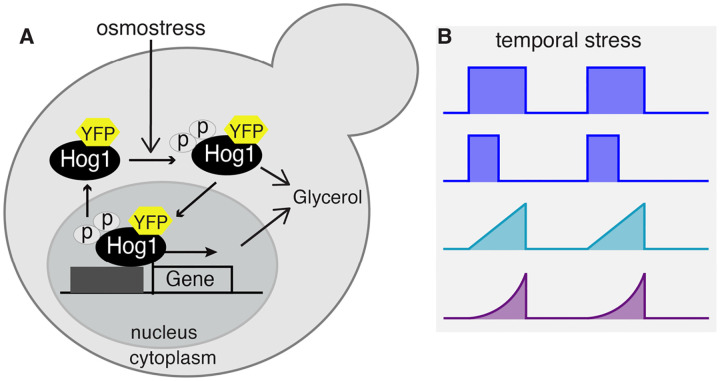 A
osmostress
YFP
Hog1
p p
YFP
Hog1
Glycerol
p p
YFP
Hog1
Gene
nucleus
cytoplasm
B
temporal stress